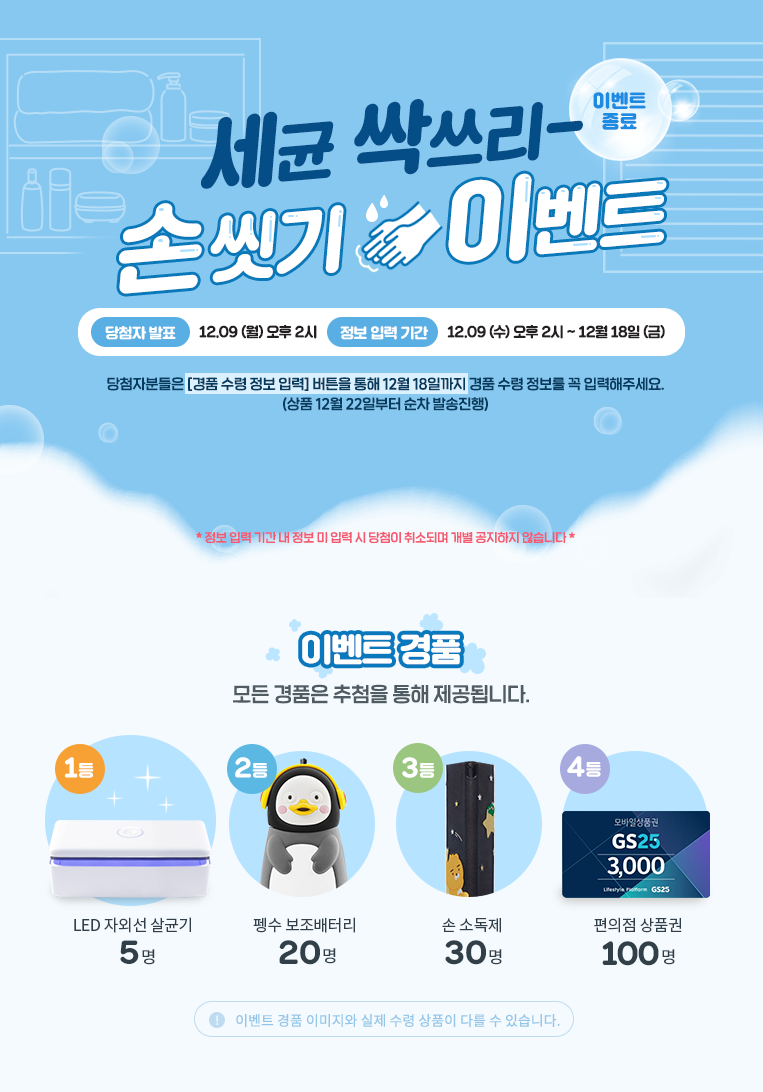 이벤트
종료
세균 싹쓰리-
손씻기 이벤트
당첨자 발표 12.09 (월) 오후 2시 정보 입력 기간 12.09 (수) 오후 2시 ~ 12월 18일 (금)
당첨자분들은 [경품 수령 정보 입력] 버튼을 통해 12월 18일까지 경품 수령 정보를 꼭 입력해주세요.
(상품 12월 22일부터 순차 발송진행)
* 정보 입력 기간 내 정보 미 입력 시 당첨이 취소되며 개별 공지하지 않습니다 *
이벤트 경품
모든 경품은 추첨을 통해 제공됩니다.
1등
2등
3등
4등
모바일상품권
GS25
3,000
Lifestyle Platform GS25
LED 자외선 살균기
5명
펭수 보조배터리
20명
손 소독제
30명
편의점 상품권
100명
! 이벤트 경품 이미지와 실제 수령 상품이 다를 수 있습니다.